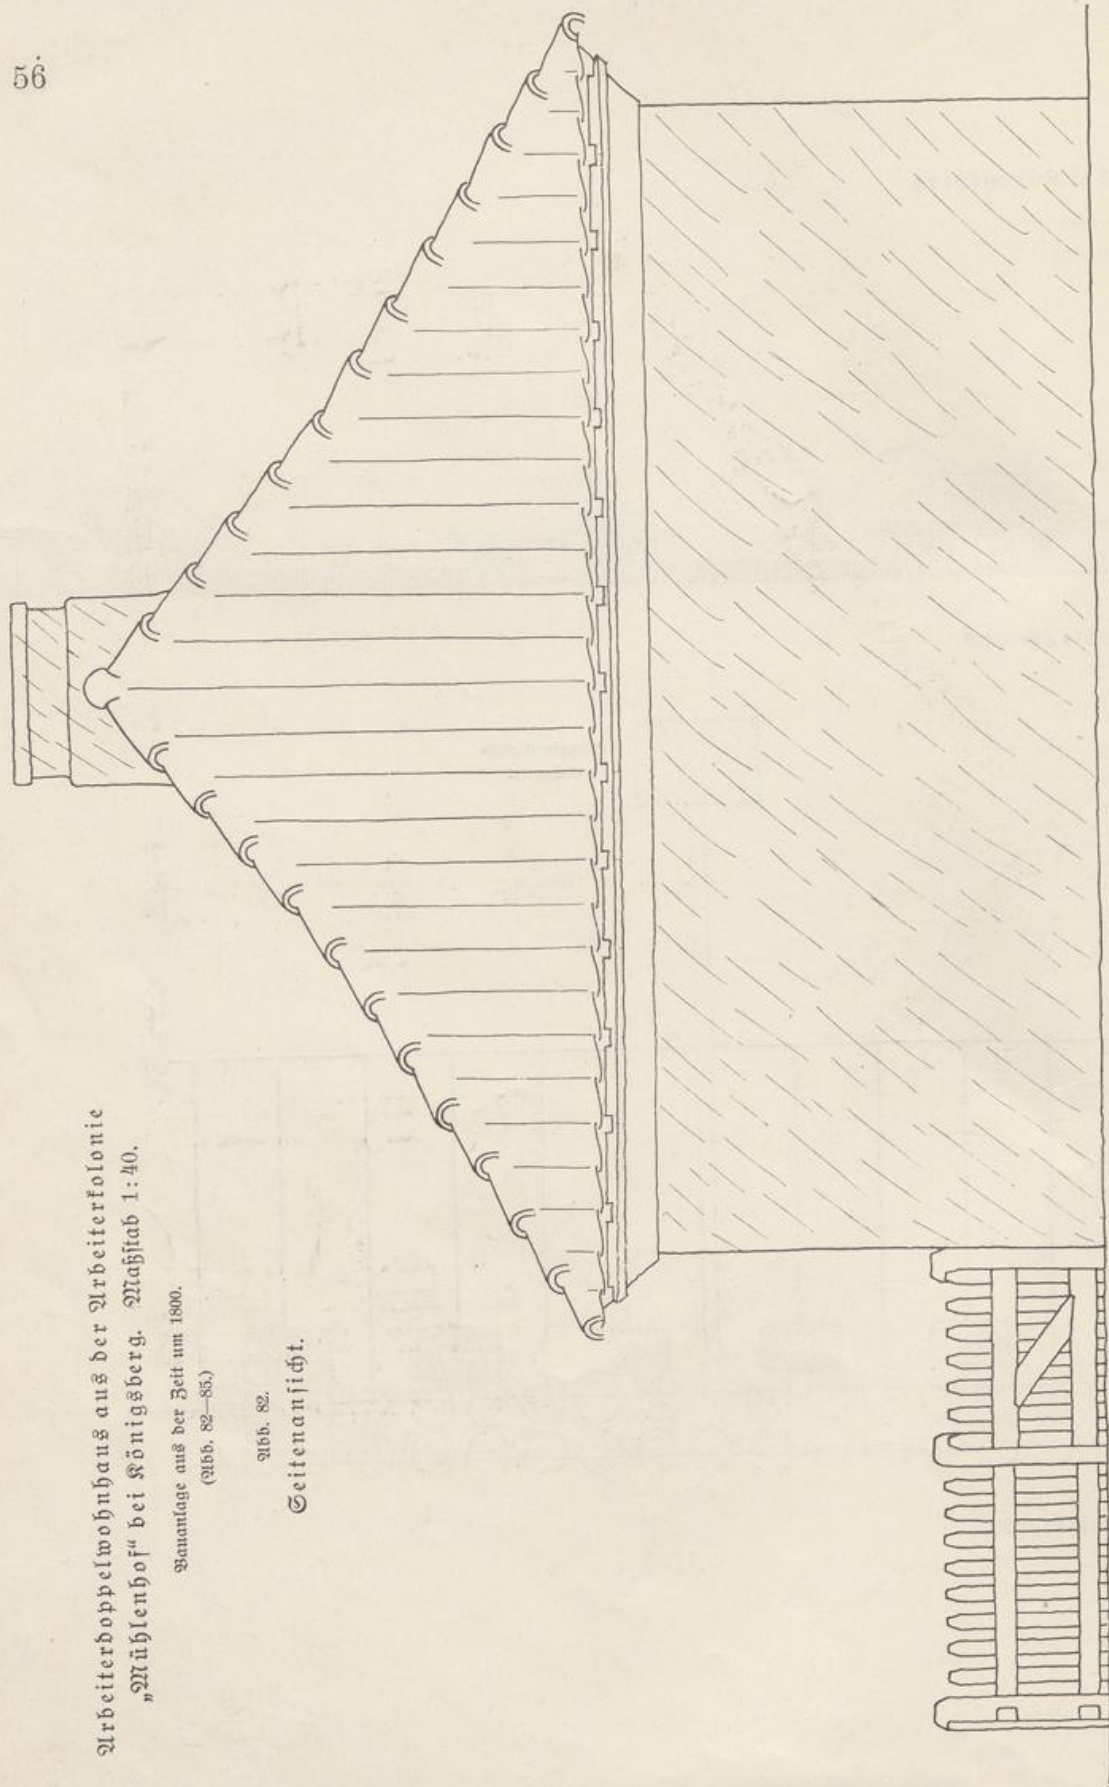 56
Arbeiterdoppelwohnhaus aus der Arbeiterkolonie
„Mühlenhof“ bei Königsberg. Maßstab 1:40.
Bauanlage aus der Zeit um 1800.
(Abb. 82—85.)
Abb. 82.
Seitenansicht.